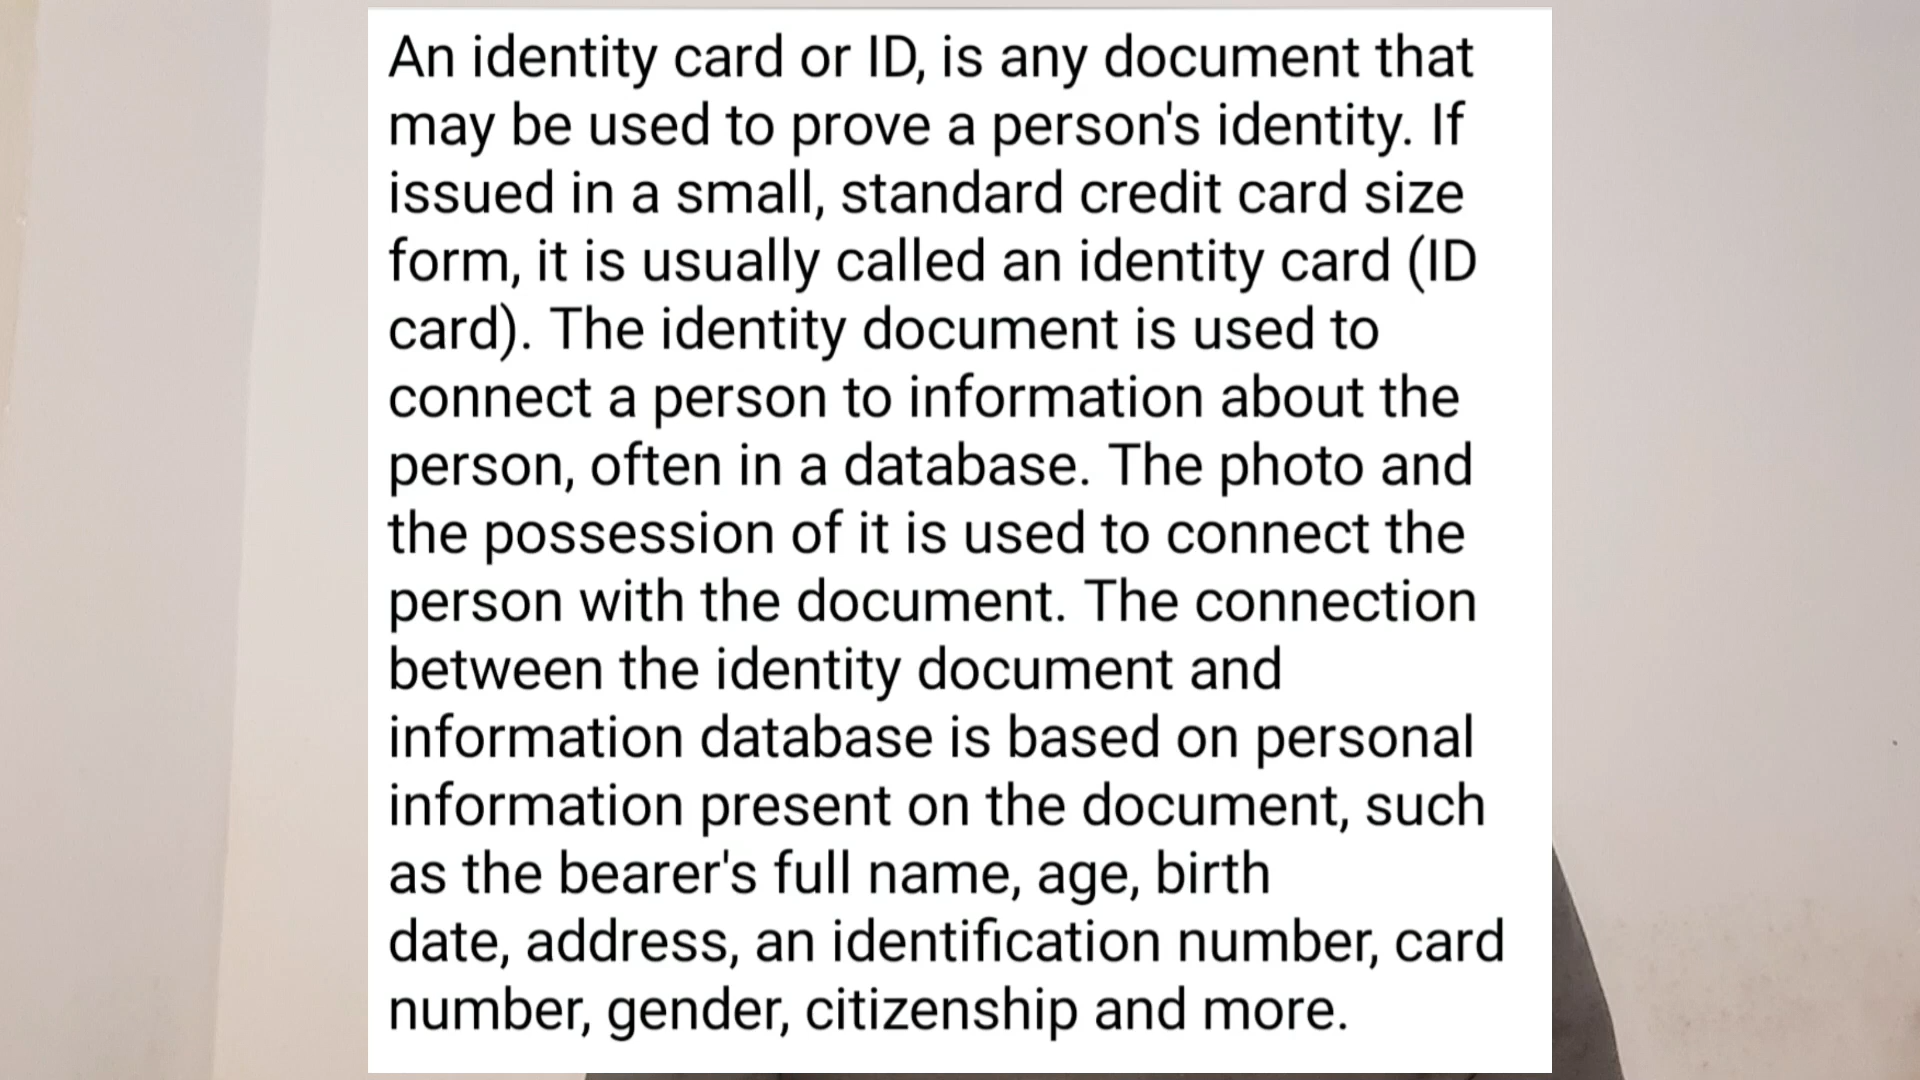 An identity card or ID, is any document that
may be used to prove a person's identity. If
issued in a small, standard credit card size
form, it is usually called an identity card (ID
card). The identity document is used to
connect a person to information about the
person, often in a database. The photo and
the possession of it is used to connect the
person with the document. The connection
between the identity document and
information database is based on personal
information present on the document, such
as the bearer's full name, age, birth
date, address, an identification number, card
number, gender, citizenship and more.